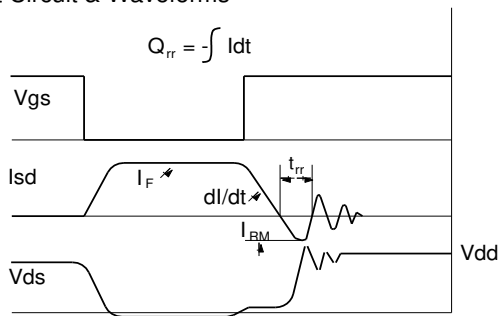 Circuit & Waveforms
Qrr = -∫ Idt
Vgs
Isd
IF
dI/dt
trr
IRM
Vdd
Vds